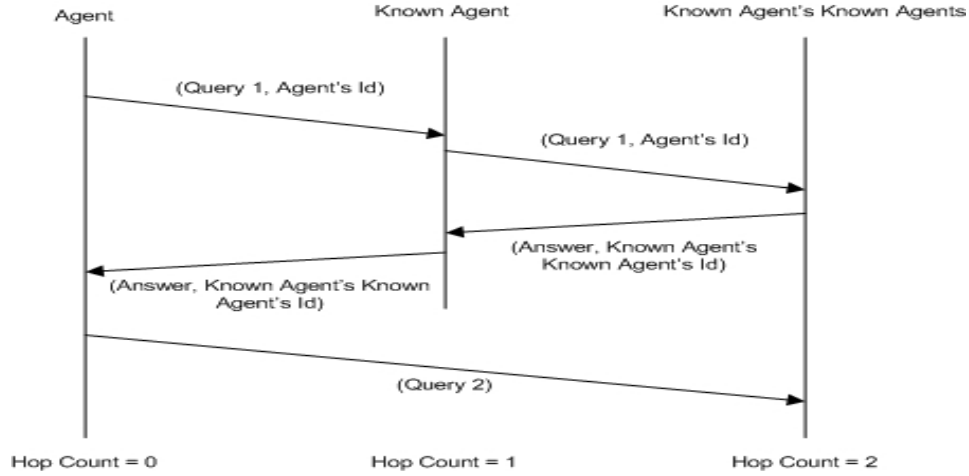 Agent
Known Agent
Known Agent's Known Agents
(Query 1, Agent's Id)
(Query 1, Agent's Id)
(Answer, Known Agent's
Known Agent's Id)
(Answer, Known Agent's Known
Agent's Id)
(Query 2)
Hop Count = 0
Hop Count = 1
Hop Count = 2